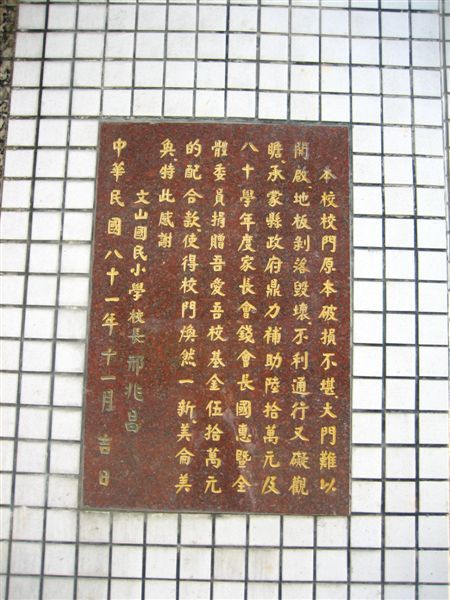 本校校門原本破損不堪、大門難以
開啟、地板剝落毀壞、不利通行又礙觀
瞻、承蒙縣政府鼎力補助陸拾萬元及
八十學年度家長會錢會長國惠暨全
體委員捐贈吾愛吾校基金伍拾萬元
的配合款、使得校門煥然一新美侖美
奐、特此感謝
文山國民小學校長邢兆昌
中華民國八十一年十一月吉日